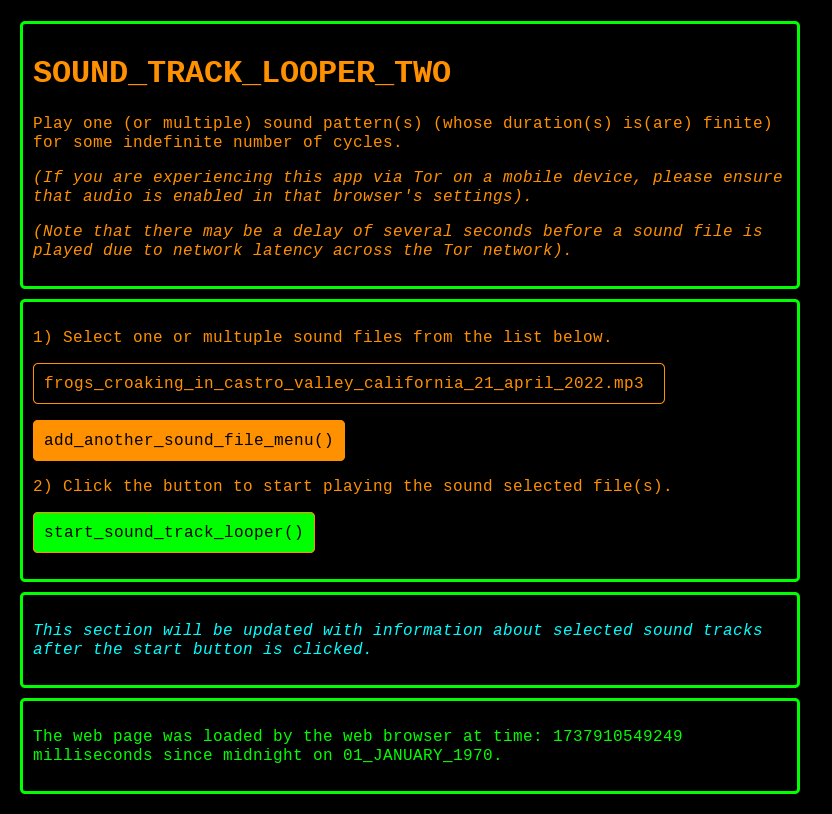 SOUND_TRACK_LOOPER_TWO
Play one (or multiple) sound pattern(s) (whose duration(s) is(are) finite)
for some indefinite number of cycles.
(If you are experiencing this app via Tor on a mobile device, please ensure
that audio is enabled in that browser's settings).
(Note that there may be a delay of several seconds before a sound file is
played due to network latency across the Tor network).
1) Select one or multuple sound files from the list below.
frogs_croaking_in_castro_valley_california_21_april_2022.mp3
add_another_sound_file_menu()
2) Click the button to start playing the sound selected file(s).
start_sound_track_looper()
This section will be updated with information about selected sound tracks
after the start button is clicked.
The web page was loaded by the web browser at time: 1737910549249
milliseconds since midnight on 01_JANUARY_1970.